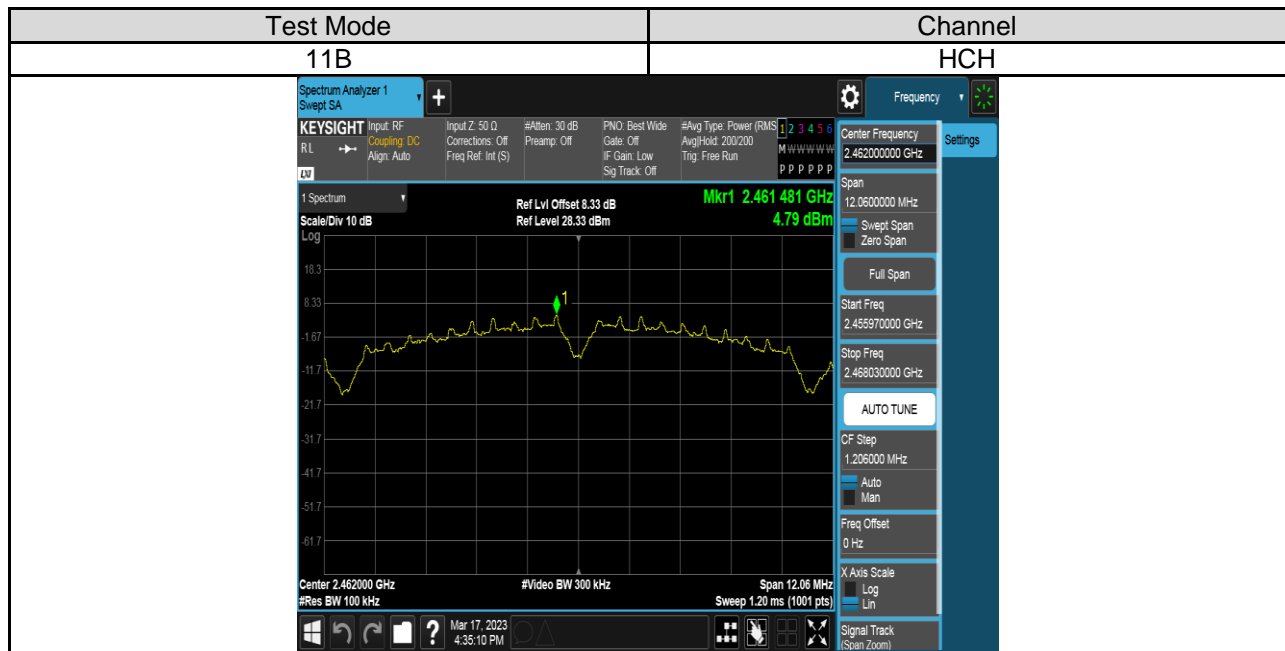 Test Mode Channel
11B HCH
Spectrum Analyzer 1
Swept SA
+
Frequency
KEYSIGHT
RL
LXI
Input: RF
Coupling: DC
Align: Auto
Input Z: 50 Ω
Corrections: Off
Freq Ref: Int (S)
#Atten: 30 dB
Preamp: Off
PNO: Best Wide
Gate: Off
IF Gain: Low
Sig Track: Off
#Avg Type: Power (RMS
Avg|Hold: 200/200
Trig: Free Run
1 2 3 4 5 6
M W W W W W
P P P P P P
1 Spectrum
Scale/Div 10 dB
Ref Lvl Offset 8.33 dB
Ref Level 28.33 dBm
Mkr1 2.461 481 GHz
4.79 dBm
Log
18.3
8.33
-1.67
-11.7
-21.7
-31.7
-41.7
-51.7
-61.7
1
Center 2.462000 GHz
#Res BW 100 kHz
#Video BW 300 kHz
Span 12.06 MHz
Sweep 1.20 ms (1001 pts)
Center Frequency
2.462000000 GHz
Settings
Span
12.0600000 MHz
Swept Span
Zero Span
Full Span
Start Freq
2.455970000 GHz
Stop Freq
2.468030000 GHz
AUTO TUNE
CF Step
1.206000 MHz
Auto
Man
Freq Offset
0 Hz
X Axis Scale
Log
Lin
Signal Track
(Span Zoom)
?
Mar 17, 2023
4:35:10 PM